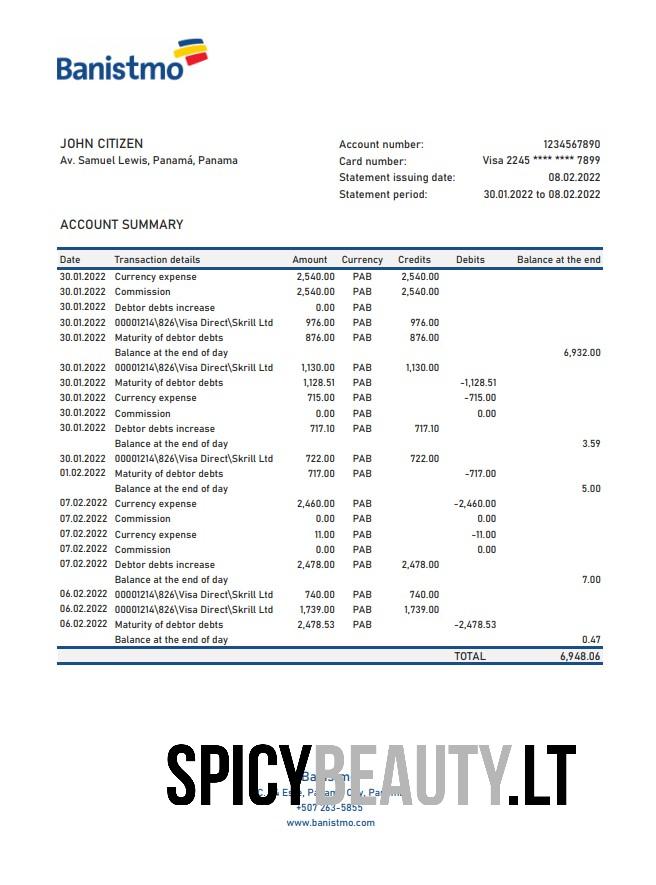 Banistmo
JOHN CITIZEN
Av. Samuel Lewis, Panamá, Panama
Account number: 1234567890
Card number: Visa 2245 **** **** 7899
Statement issuing date: 08.02.2022
Statement period: 30.01.2022 to 08.02.2022
ACCOUNT SUMMARY
Date Transaction details Amount Currency Credits Debits Balance at the end
30.01.2022 Currency expense 2,540.00 PAB 2,540.00
30.01.2022 Commission 2,540.00 PAB 2,540.00
30.01.2022 Debtor debts increase 0.00 PAB
30.01.2022 00001214\826\Visa Direct\Skrill Ltd 976.00 PAB 976.00
30.01.2022 Maturity of debtor debts 876.00 PAB 876.00
Balance at the end of day 6,932.00
30.01.2022 00001214\826\Visa Direct\Skrill Ltd 1,130.00 PAB 1,130.00
30.01.2022 Maturity of debtor debts 1,128.51 PAB -1,128.51
30.01.2022 Currency expense 715.00 PAB -715.00
30.01.2022 Commission 0.00 PAB 0.00
30.01.2022 Debtor debts increase 717.10 PAB 717.10
Balance at the end of day 3.59
30.01.2022 00001214\826\Visa Direct\Skrill Ltd 722.00 PAB 722.00
01.02.2022 Maturity of debtor debts 717.00 PAB -717.00
Balance at the end of day 5.00
07.02.2022 Currency expense 2,460.00 PAB -2,460.00
07.02.2022 Commission 0.00 PAB 0.00
07.02.2022 Currency expense 11.00 PAB -11.00
07.02.2022 Commission 0.00 PAB 0.00
07.02.2022 Debtor debts increase 2,478.00 PAB 2,478.00
Balance at the end of day 7.00
06.02.2022 00001214\826\Visa Direct\Skrill Ltd 740.00 PAB 740.00
06.02.2022 00001214\826\Visa Direct\Skrill Ltd 1,739.00 PAB 1,739.00
06.02.2022 Maturity of debtor debts 2,478.53 PAB -2,478.53
Balance at the end of day 0.47
TOTAL 6,948.06
SPICYBEAUTY.LT
+507 263-5855
www.banistmo.com